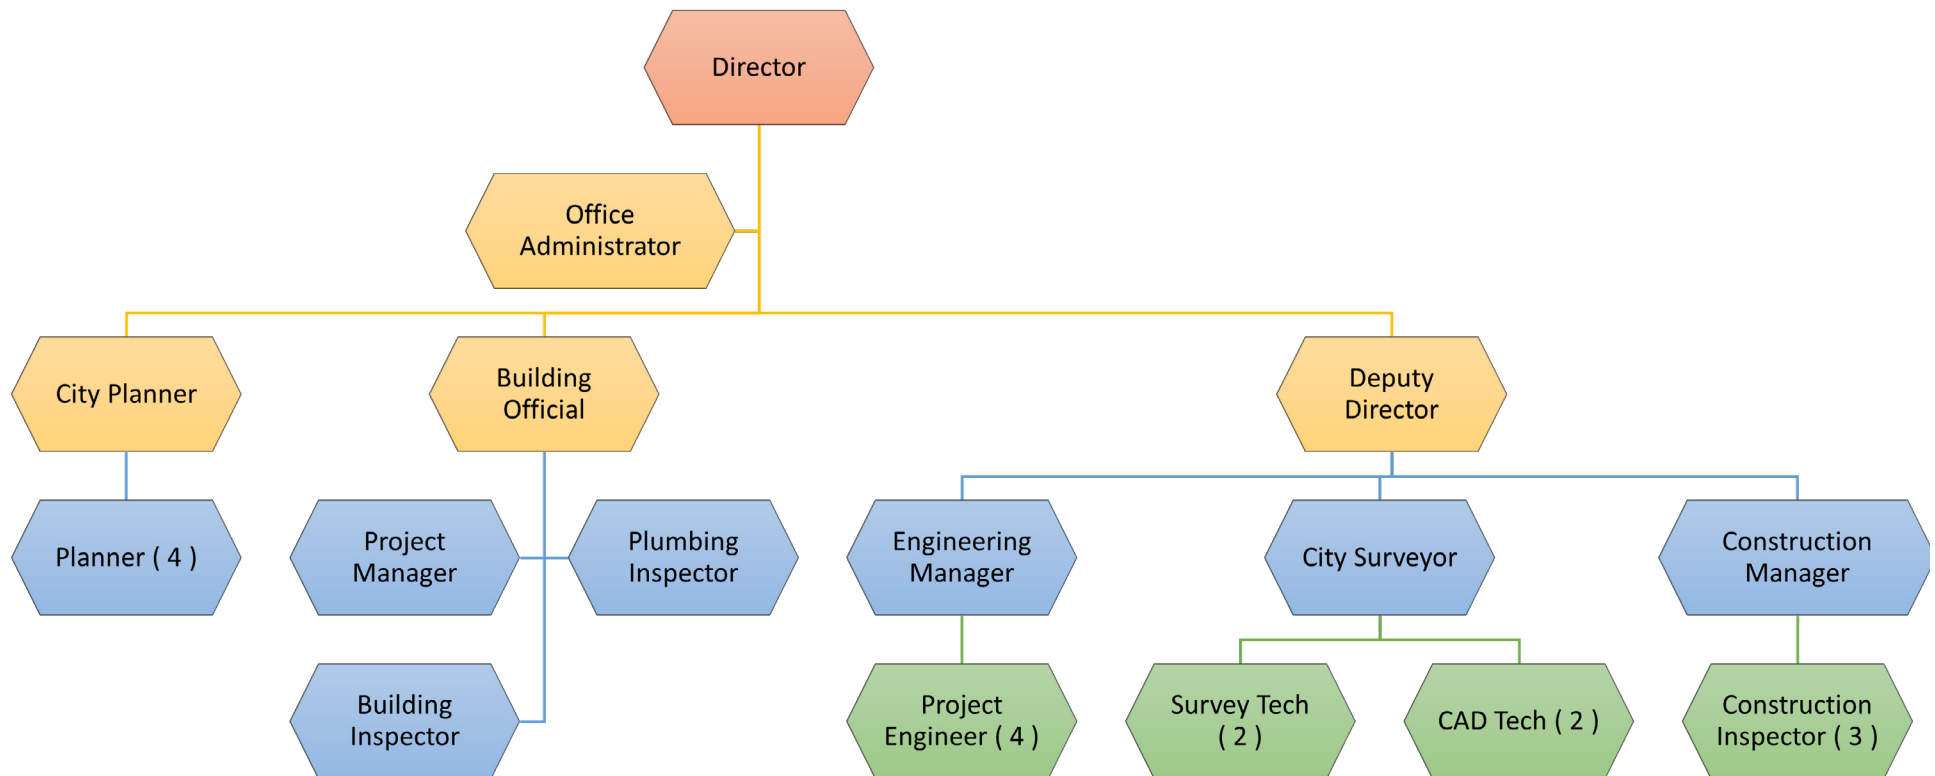 Director
Office
Administrator
City Planner
Building
Official
Deputy
Director
Planner ( 4 )
Project
Manager
Plumbing
Inspector
Engineering
Manager
City Surveyor
Construction
Manager
Building
Inspector
Project
Engineer ( 4 )
Survey Tech
( 2 )
CAD Tech ( 2 )
Construction
Inspector ( 3 )